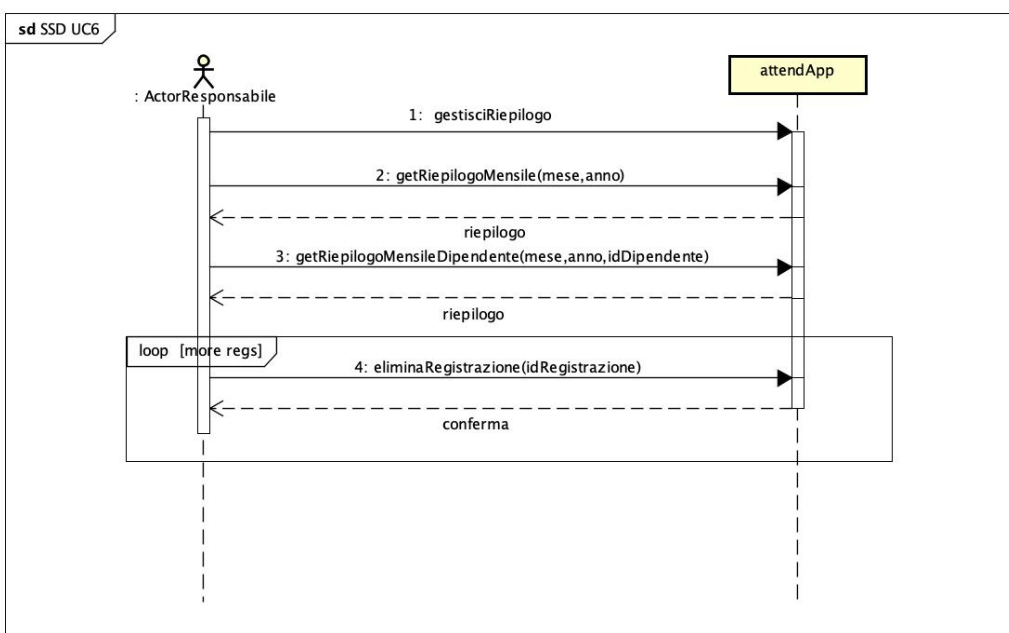 sd SSD UC6
: ActorResponsabile
attendApp
1: gestisciRiepilogo
2: getRiepilogoMensile(mese,anno)
riepilogo
3: getRiepilogoMensileDipendente(mese,anno,idDipendente)
riepilogo
loop [more regs]
4: eliminaRegistrazione(idRegistrazione)
conferma